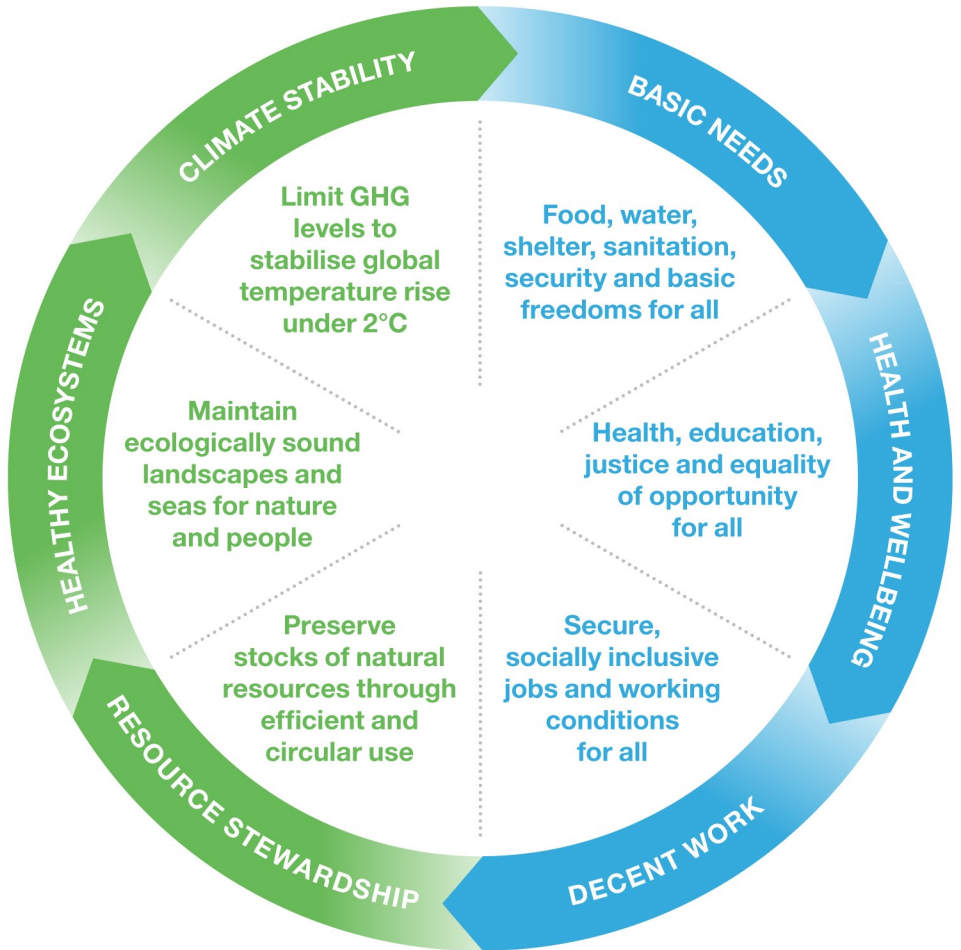 CLIMATE STABILITY
Limit GHG
levels to
stabilise global
temperature rise
under 2°C
BASIC NEEDS
Food, water,
shelter, sanitation,
security and basic
freedoms for all
HEALTH AND WELLBEING
Health, education,
justice and equality
of opportunity
for all
DECENT WORK
Secure,
socially inclusive
jobs and working
conditions
for all
RESOURCE STEWARDSHIP
Preserve
stocks of natural
resources through
efficient and
circular use
HEALTHY ECOSYSTEMS
Maintain
ecologically sound
landscapes and
seas for nature
and people